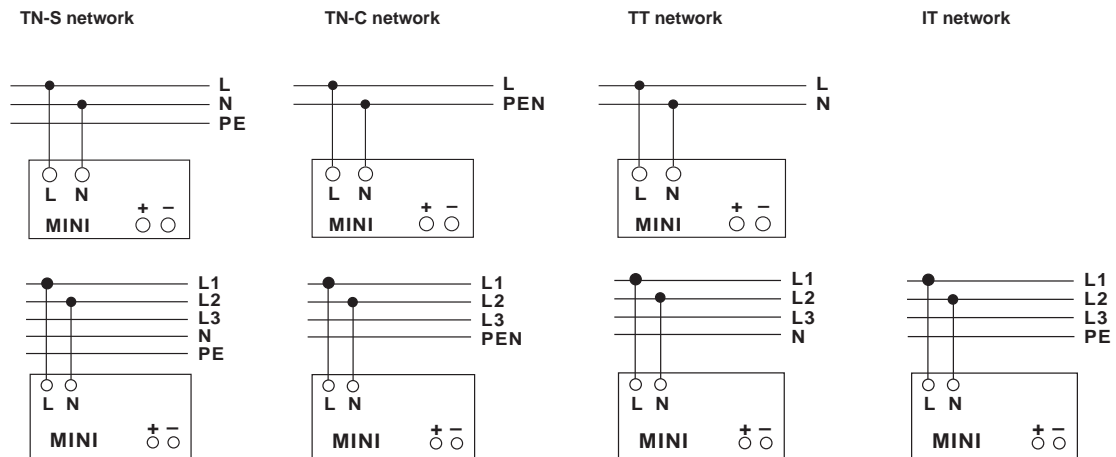 TN-S network
TN-C network
TT network
IT network
L
N
PE
L N
+ −
MINI
L
PEN
L N
+ −
MINI
L
N
L N
+ −
MINI
L1
L2
L3
N
PE
L N
+ −
MINI
L1
L2
L3
PEN
L N
+ −
MINI
L1
L2
L3
N
L N
+ −
MINI
L1
L2
L3
PE
L N
+ −
MINI